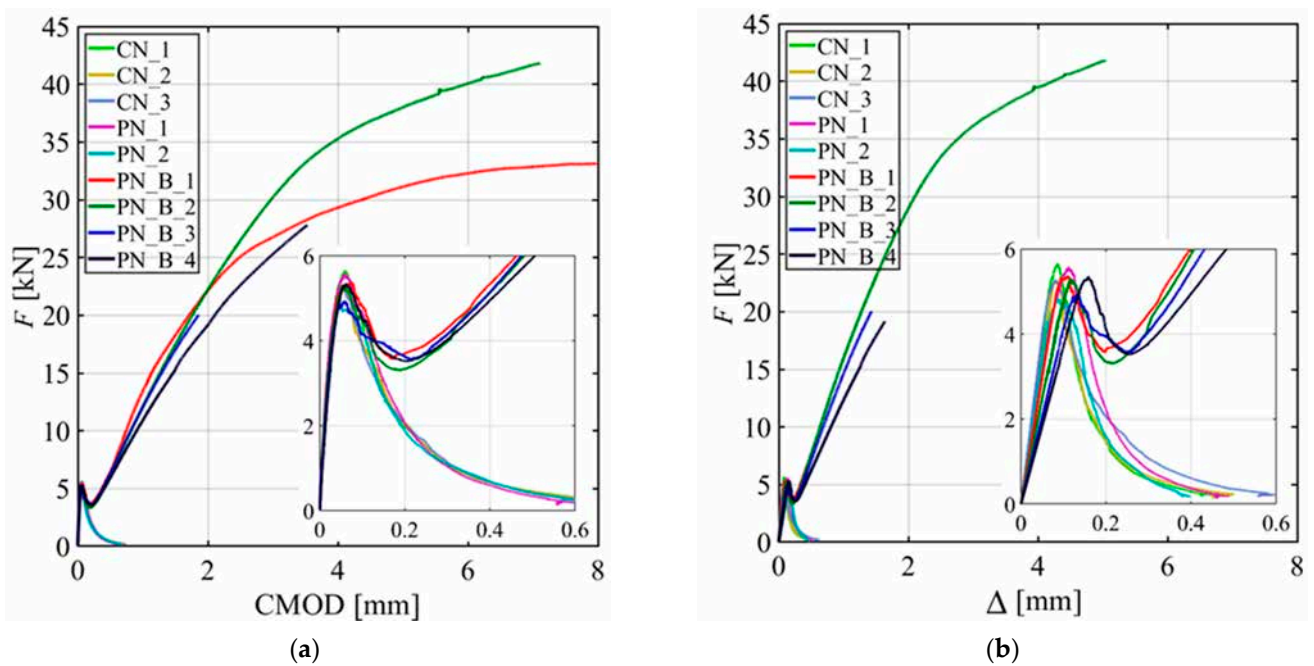 45
40
35
30
25
20
15
10
5
0
F [kN]
CN_1
CN_2
CN_3
PN_1
PN_2
PN_B_1
PN_B_2
PN_B_3
PN_B_4
6
4
2
0
0 0.2 0.4 0.6
0 2 4 6 8
CMOD [mm]
(a)
45
40
35
30
25
20
15
10
5
0
F [kN]
CN_1
CN_2
CN_3
PN_1
PN_2
PN_B_1
PN_B_2
PN_B_3
PN_B_4
6
4
2
0
0 0.2 0.4 0.6
0 2 4 6 8
Δ [mm]
(b)